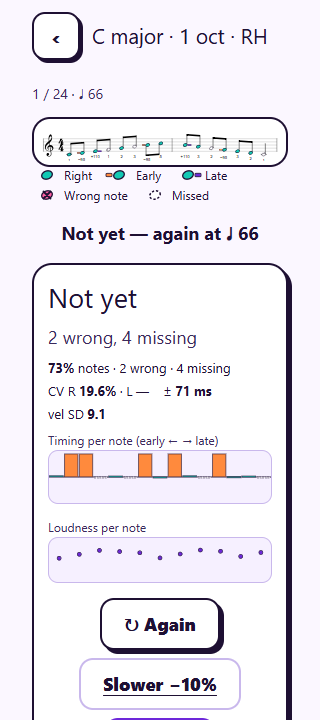 ‹ C major · 1 oct · RH
1 / 24 · ♩ 66
Right Early Late
Wrong note Missed
Not yet — again at ♩ 66
Not yet
2 wrong, 4 missing
73% notes · 2 wrong · 4 missing
CV R 19.6% · L — ± 71 ms
vel SD 9.1
Timing per note (early ← → late)
Loudness per note
↻ Again
Slower −10%